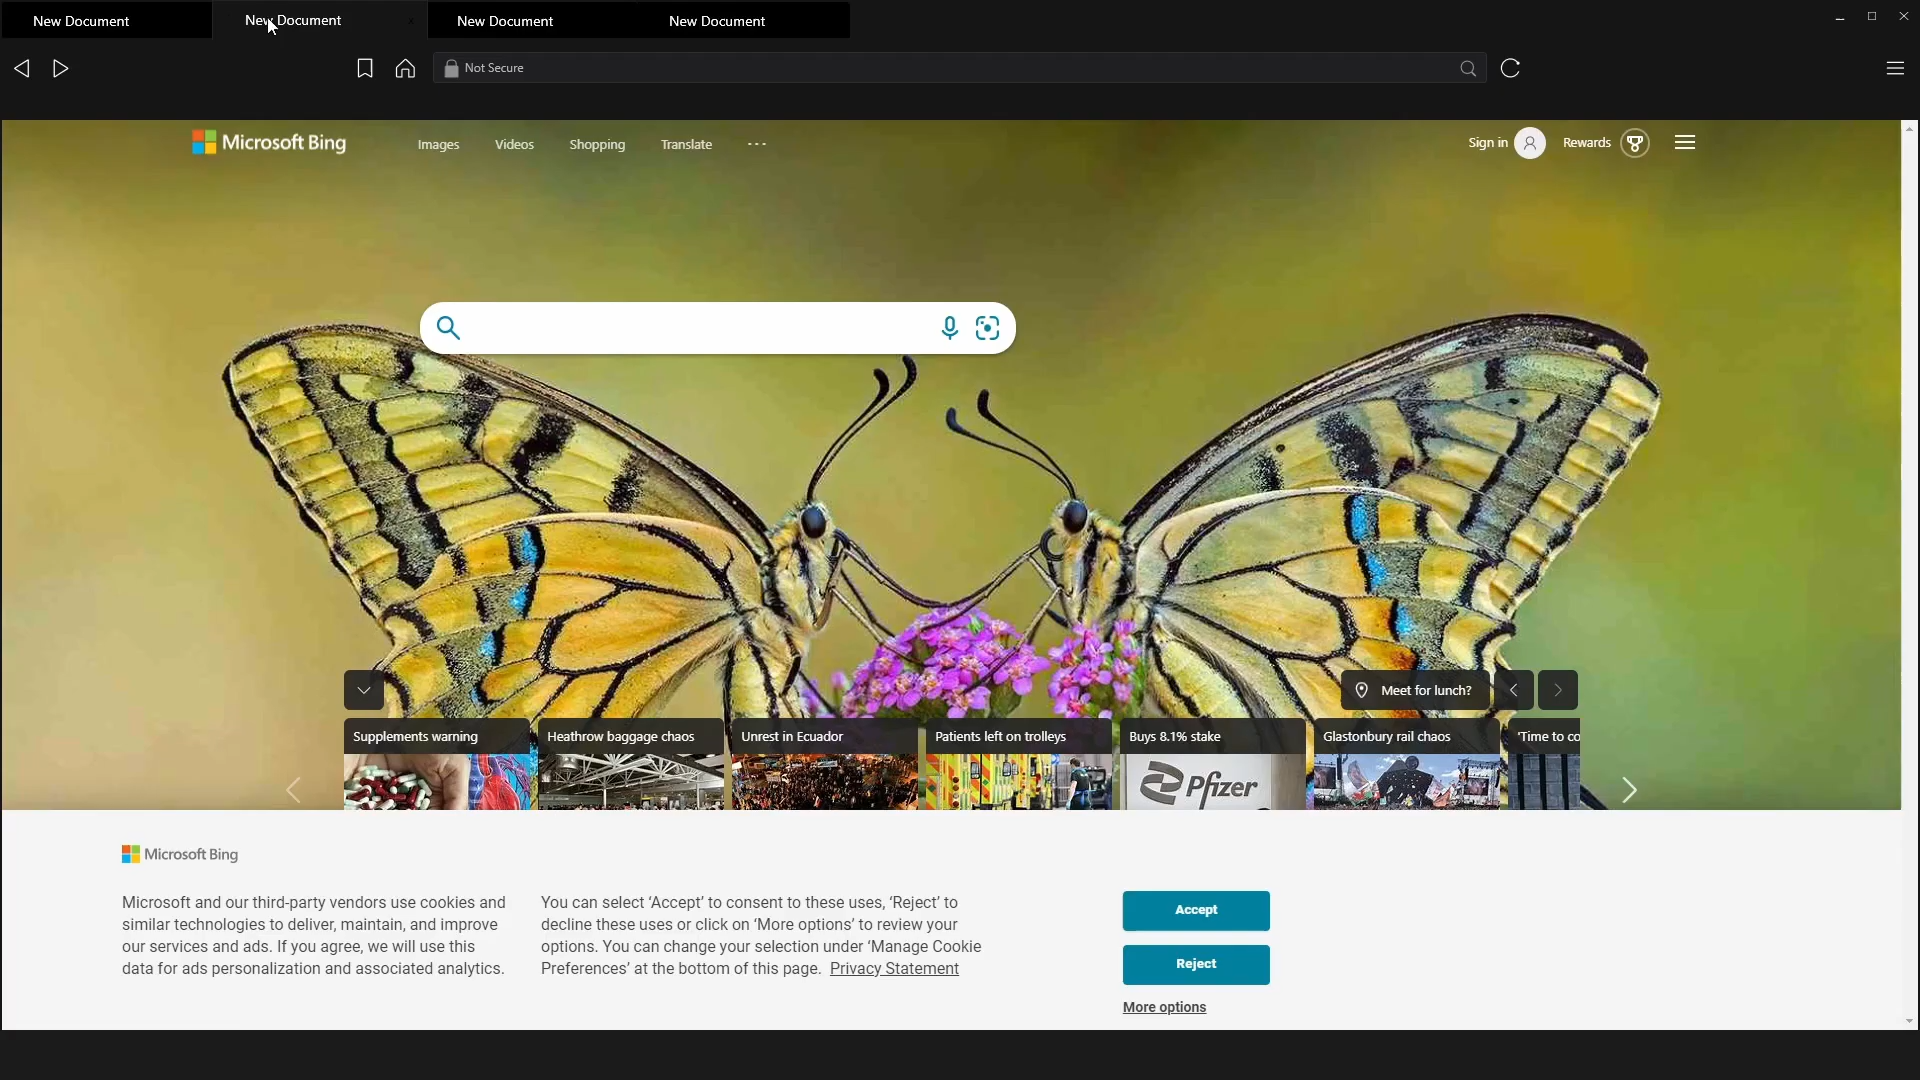 New Document
New Document
New Document
New Document
Not Secure
Microsoft Bing
Images
Videos
Shopping
Translate
Sign in
Rewards
Meet for lunch?
Supplements warning
Heathrow baggage chaos
Unrest in Ecuador
Patients left on trolleys
Buys 8.1% stake
Glastonbury rail chaos
'Time to co
Pfizer
Microsoft Bing
Microsoft and our third-party vendors use cookies and
similar technologies to deliver, maintain, and improve
our services and ads. If you agree, we will use this
data for ads personalization and associated analytics.
You can select 'Accept' to consent to these uses, 'Reject' to
decline these uses or click on 'More options' to review your
options. You can change your selection under 'Manage Cookie
Preferences' at the bottom of this page. Privacy Statement
Accept
Reject
More options